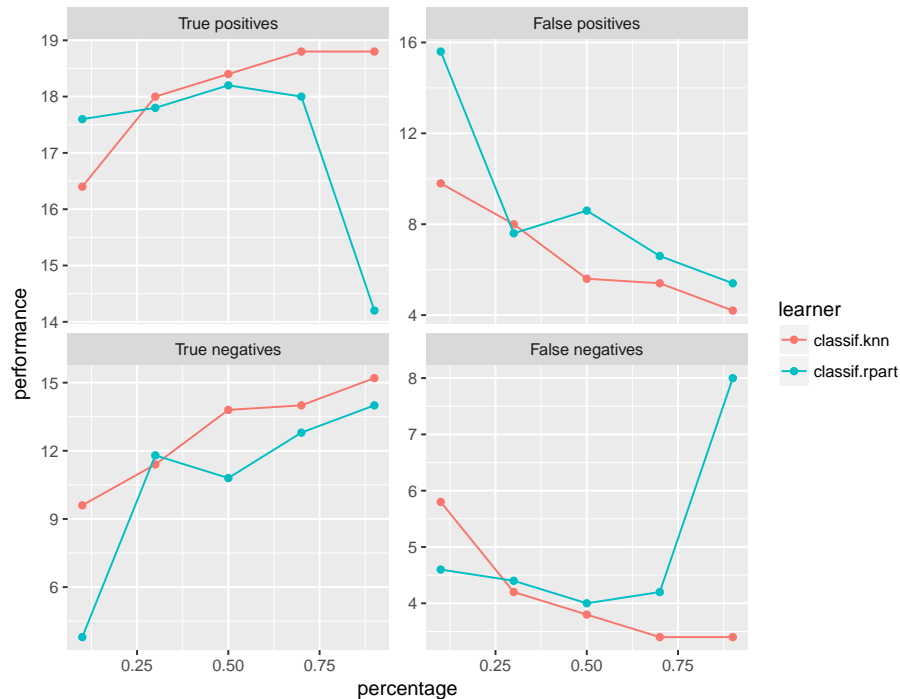 True positives
False positives
19
18
17
16
15
14
16
12
8
4
performance
True negatives
False negatives
15
12
9
6
8
6
5
4
0.25 0.50 0.75
0.25 0.50 0.75
percentage
learner
classif.knn
classif.rpart